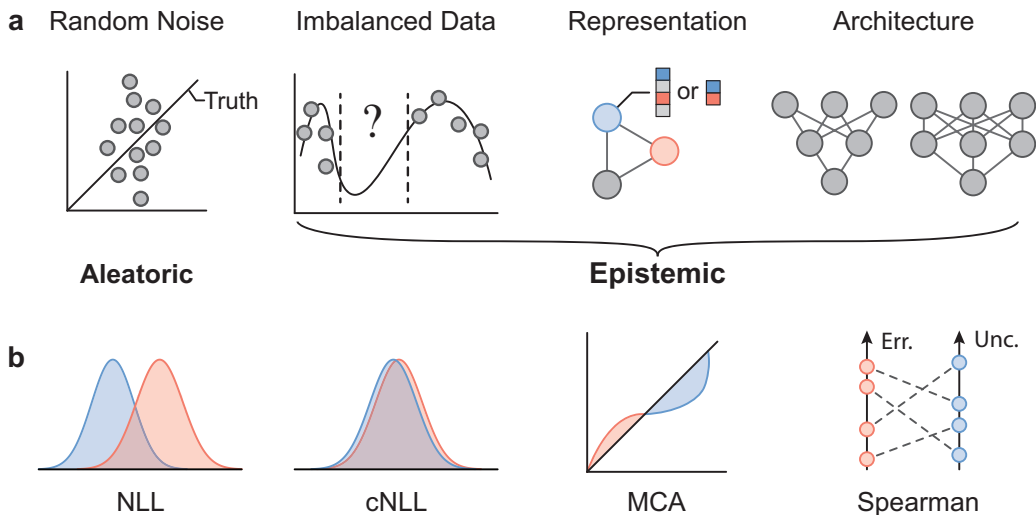 a Random Noise Imbalanced Data Representation Architecture
Truth
?
or
Aleatoric Epistemic
b
Err. Unc.
NLL cNLL MCA Spearman